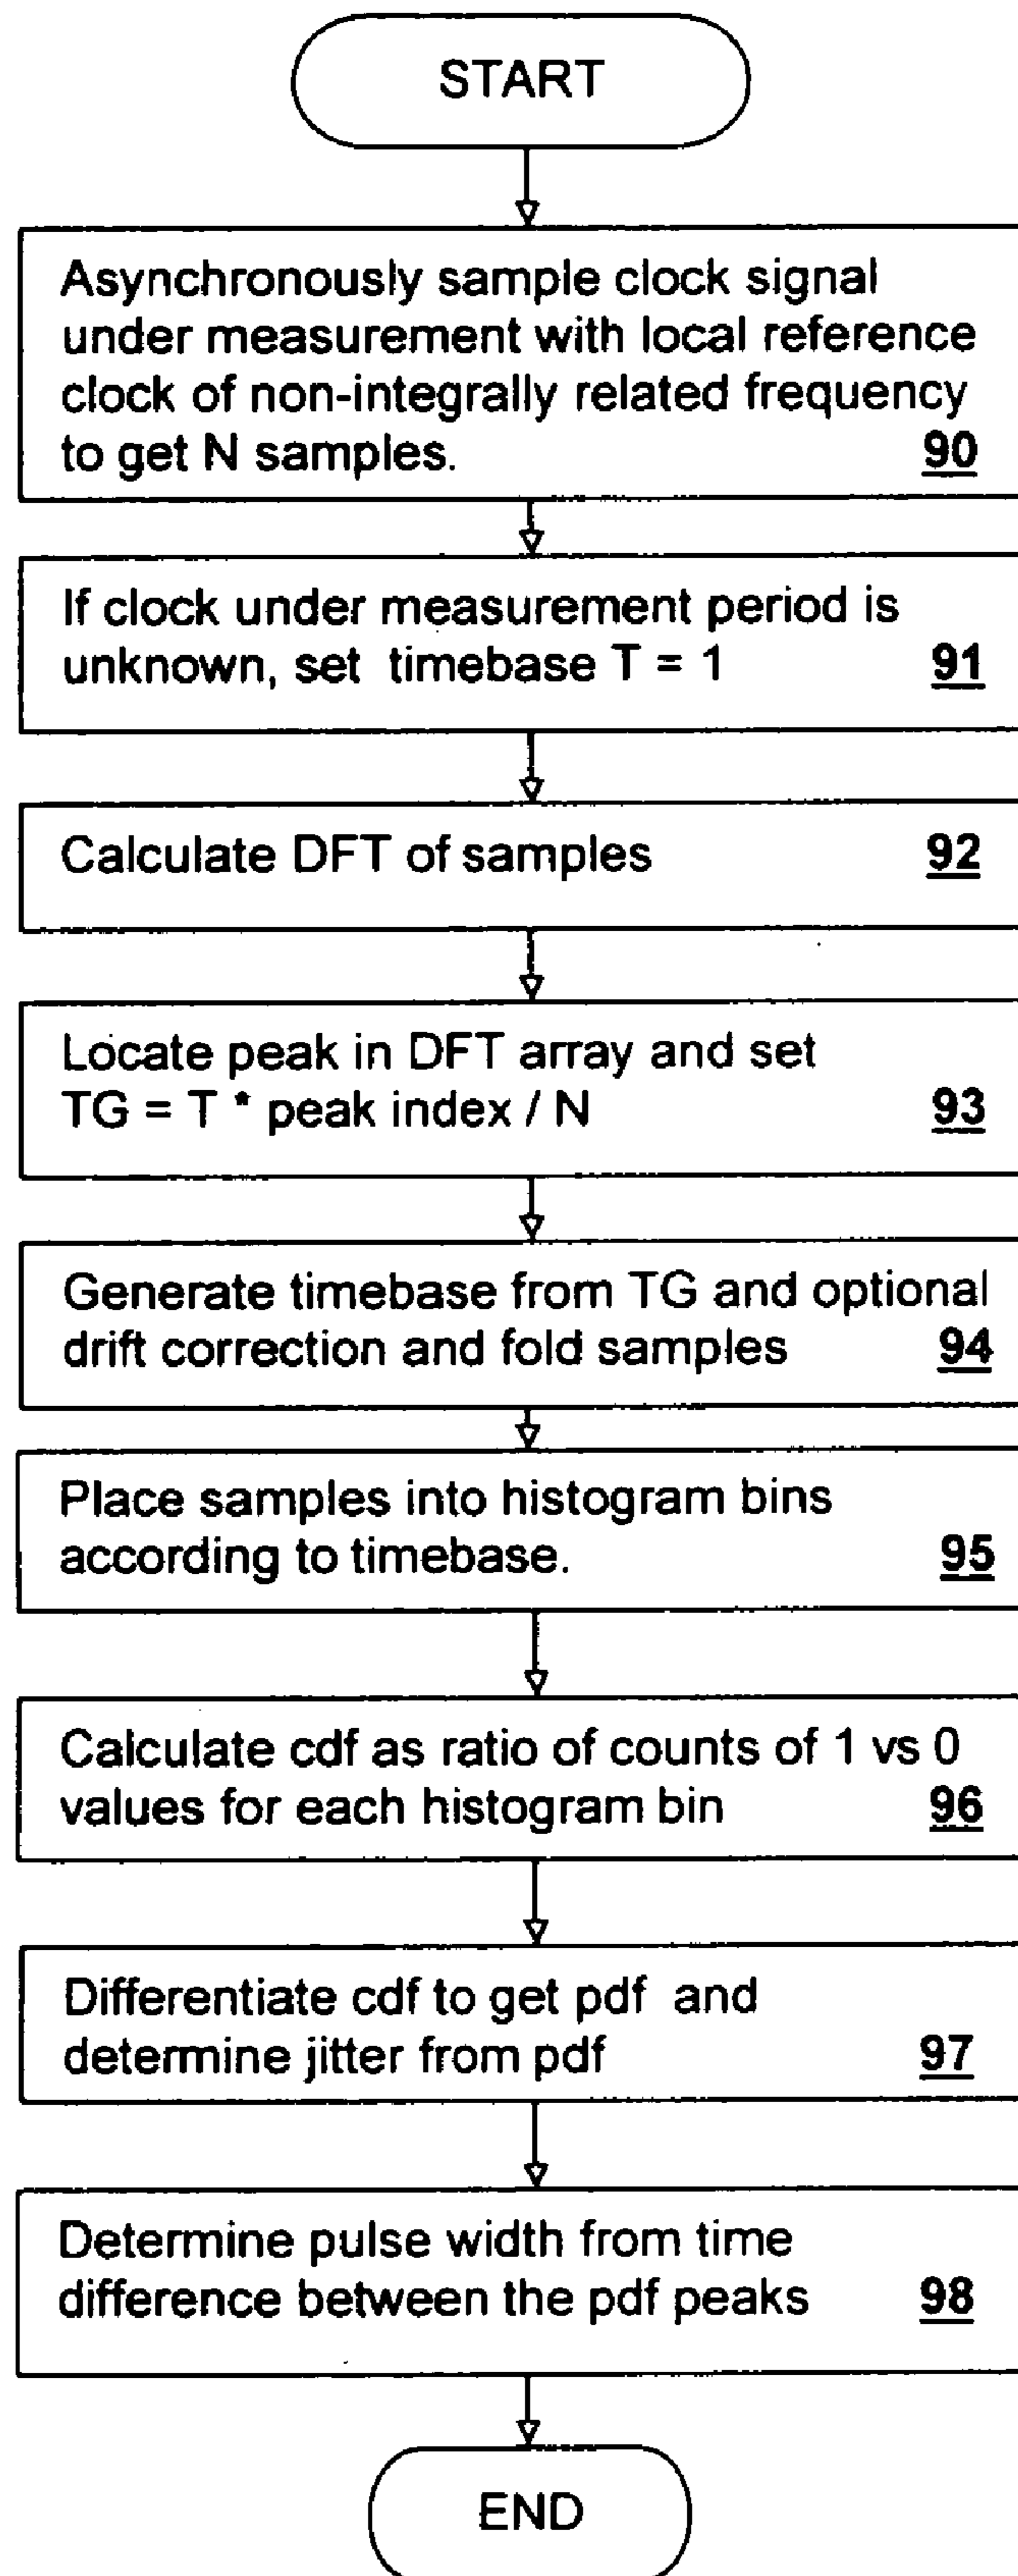 START
Asynchronously sample clock signal
under measurement with local reference
clock of non-integrally related frequency
to get N samples. 90
If clock under measurement period is
unknown, set timebase T = 1 91
Calculate DFT of samples 92
Locate peak in DFT array and set
TG = T * peak index / N 93
Generate timebase from TG and optional
drift correction and fold samples 94
Place samples into histogram bins
according to timebase. 95
Calculate cdf as ratio of counts of 1 vs 0
values for each histogram bin 96
Differentiate cdf to get pdf and
determine jitter from pdf 97
Determine pulse width from time
difference between the pdf peaks 98
END